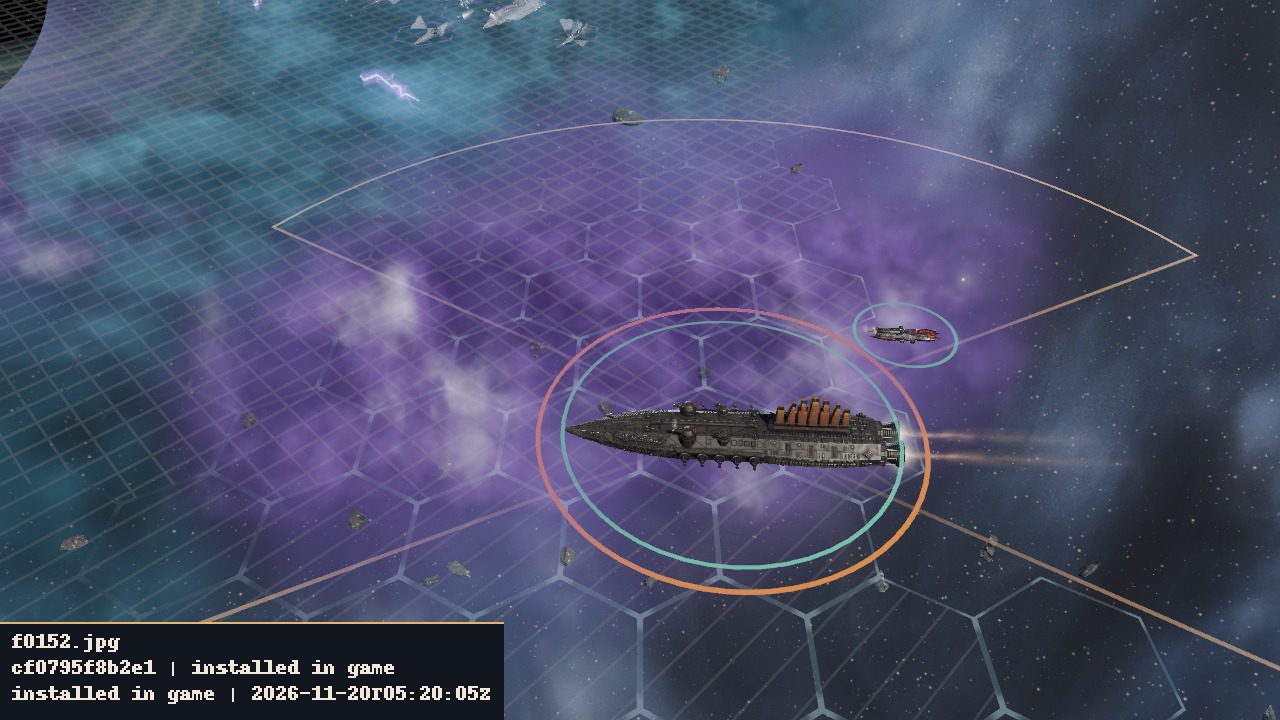 f0152.jpg
cf0795f8b2e1 | installed in game
installed in game | 2026-11-20T05:20:05Z